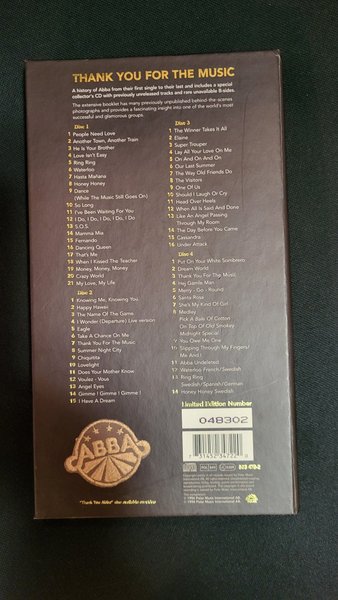 THANK YOU FOR THE MUSIC
A history of Abba from their first single to their last and includes a special
collector's CD with previously unreleased tracks and rare unavailable B-sides.
The extensive booklet has many previously unpublished behind-the-scenes
photographs and provides a fascinating insight into one of the world's most
successful and glamorous groups.
Disc 1
1 People Need Love
2 Another Town, Another Train
3 He Is Your Brother
4 Love Isn't Easy
5 Ring Ring
6 Waterloo
7 Hasta Mañana
8 Honey Honey
9 Dance
(While The Music Still Goes On)
10 So Long
11 I've Been Waiting For You
12 I Do, I Do, I Do, I Do, I Do
13 S.O.S.
14 Mamma Mia
15 Fernando
16 Dancing Queen
17 That's Me
18 When I Kissed The Teacher
19 Money, Money, Money
20 Crazy World
21 My Love, My Life
Disc 2
1 Knowing Me, Knowing You
2 Happy Hawaii
3 The Name Of The Game
4 I Wonder (Departure) Live version
5 Eagle
6 Take A Chance On Me
7 Thank You For The Music
8 Summer Night City
9 Chiquitita
10 Lovelight
11 Does Your Mother Know
12 Voulez - Vous
13 Angel Eyes
14 Gimme ! Gimme ! Gimme !
15 I Have A Dream
Disc 3
1 The Winner Takes It All
2 Elaine
3 Super Trouper
4 Lay All Your Love On Me
5 On And On And On
6 Our Last Summer
7 The Way Old Friends Do
8 The Visitors
9 One Of Us
10 Should I Laugh Or Cry
11 Head Over Heels
12 When All Is Said And Done
13 Like An Angel Passing
Through My Room
14 The Day Before You Came
15 Cassandra
16 Under Attack
Disc 4
1 Put On Your White Sombrero
2 Dream World
3 Thank You For The Music
4 Hej Gamle Man
5 Merry - Go - Round
6 Santa Rosa
7 She's My Kind Of Girl
8 Medley
Pick A Bale Of Cotton
On Top Of Old Smokey
Midnight Special
9 You Owe Me One
10 Slipping Through My Fingers/
Me And I
11 Abba Undeleted
12 Waterloo French/Swedish
13 Ring Ring
Swedish/Spanish/German
14 Honey Honey Swedish
Limited Edition Number
048302
ABBA